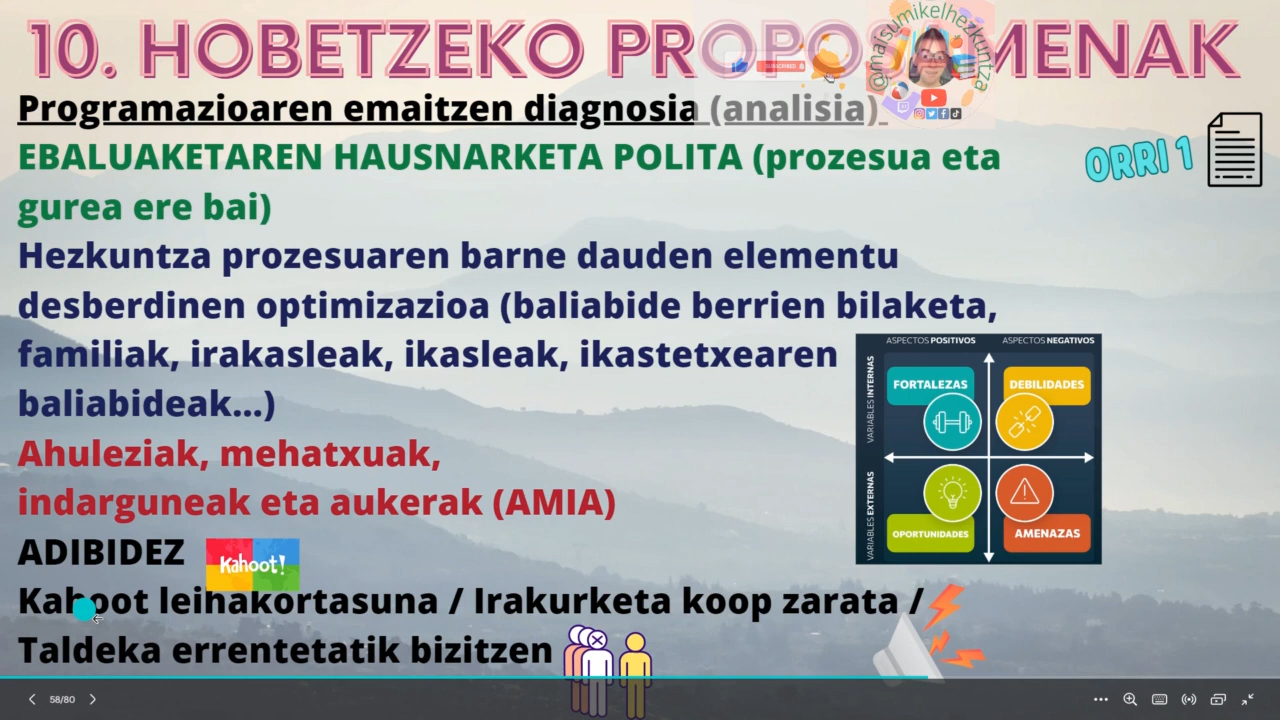 10. HOBETZEKO PROPOSAMENAK
@maisumikelhezkuntza
SUBSCRIBED
Programazioaren emaitzen diagnosia (analisia)
EBALUAKETAREN HAUSNARKETA POLITA (prozesua eta
gurea ere bai)
ORRI 1
Hezkuntza prozesuaren barne dauden elementu
desberdinen optimizazioa (baliabide berrien bilaketa,
familiak, irakasleak, ikasleak, ikastetxearen
baliabideak...)
ASPECTOS POSITIVOS
ASPECTOS NEGATIVOS
VARIABLES INTERNAS
FORTALEZAS
DEBILIDADES
VARIABLES EXTERNAS
OPORTUNIDADES
AMENAZAS
Ahuleziak, mehatxuak,
indarguneak eta aukerak (AMIA)
ADIBIDEZ
Kahoot!
Kahoot leihakortasuna / Irakurketa koop zarata /
Taldeka errentetatik bizitzen
58/80